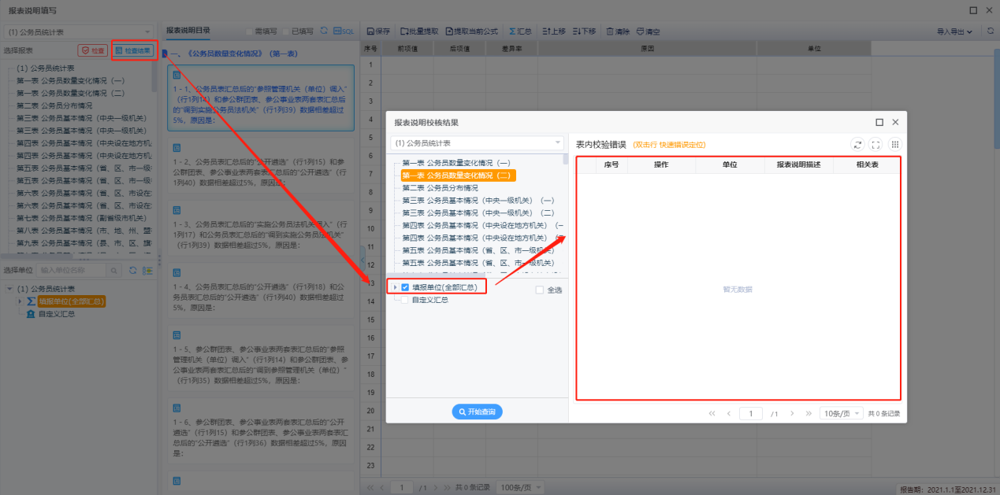 报表说明填写
(1) 公务员统计表
选择报表
检查
检查结果
(1) 公务员统计表
第一表 公务员数量变化情况（一）
第一表 公务员数量变化情况（二）
第二表 公务员分布情况
第三表 公务员基本情况（中央一级机关）
第三表 公务员基本情况（中央一级机关）
第四表 公务员基本情况（中央设在地方机
第四表 公务员基本情况（中央设在地方机
第五表 公务员基本情况（省、区、市一级
第五表 公务员基本情况（省、区、市一级
第六表 公务员基本情况（省、区、市设在
第六表 公务员基本情况（省、区、市设在
第七表 公务员基本情况（副省级市机关）
第八表 公务员基本情况（市、地、州、盟
第九表 公务员基本情况（县、市、区、旗
选择单位
输入单位名称
(1) 公务员统计表
填报单位(全部汇总)
自定义汇总
报表说明目录
需填写
已填写
SQL
一、《公务员数量变化情况》（第一表）
1 - 1、公务员表汇总后的“参照管理机关（单位）调入”
（行1列14）和参公群团表、参公事业表两套表汇总后
的“调到实施公务员法机关”（行1列39）数据相差超过
5%，原因是：
1 - 2、公务员表汇总后的“公开遴选”（行1列15）和参
公群团表、参公事业表两套表汇总后“公开遴选”（行
1列40）数据相差超过5%，原因是：
1 - 3、公务员表汇总后的“实施公务员法机关调入”（行
1列17）和公务员表汇总后的“调到实施公务员法机关”
（行1列39）数据相差超过5%，原因是：
1 - 4、公务员表汇总后的“公开遴选”（行1列18）和公
务员表汇总后的“公开遴选”（行1列40）数据相差超过
5%，原因是：
1 - 5、参公群团表、参公事业表两套表汇总后的“参照
管理机关（单位）调入”（行1列14）和参公群团表、参
公事业表两套表汇总后的“调到参照管理机关（单位）”
（行1列35）数据相差超过5%，原因是：
1 - 6、参公群团表、参公事业表两套表汇总后的“公开
遴选”（行1列15）和参公群团表、参公事业表两套表汇
总后的“公开遴选”（行1列36）数据相差超过5%，原因
是：
保存
批量提取
提取当前公式
汇总
上移
下移
清除
清空
导入导出
序号 前项值 后项值 差异率 原因 单位
1
2
3
4
5
6
7
8
9
10
11
12
13
14
15
16
17
18
19
20
21
22
23
1 /1 共 0 条记录 100条/页
报告期： 2021.1.1至2021.12.31
报表说明校核结果
(1) 公务员统计表
第一表 公务员数量变化情况（一）
第一表 公务员数量变化情况（二）
第二表 公务员分布情况
第三表 公务员基本情况（中央一级机关）（一）
第三表 公务员基本情况（中央一级机关）（二）
第四表 公务员基本情况（中央设在地方机关）（一
第四表 公务员基本情况（中央设在地方机关）
第五表 公务员基本情况（省、区、市一级机关）
第五表 公务员基本情况（省、区、市一级机关）
填报单位(全部汇总)
自定义汇总
全选
开始查询
表内校验错误 (双击行 快速错误定位)
序号 操作 单位 报表说明描述 相关表
暂无数据
1 /1 10条/页 共 0 条记录